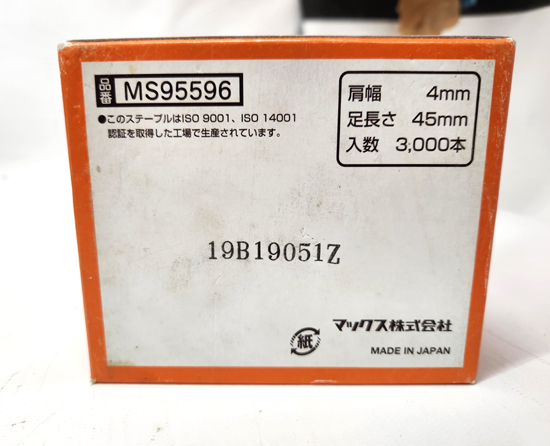 品番 MS95596
●このステープルはISO 9001、ISO 14001
認証を取得した工場で生産されています。
肩幅 4mm
足長さ 45mm
入数 3,000本
19B19051Z
紙
マックス株式会社
MADE IN JAPAN